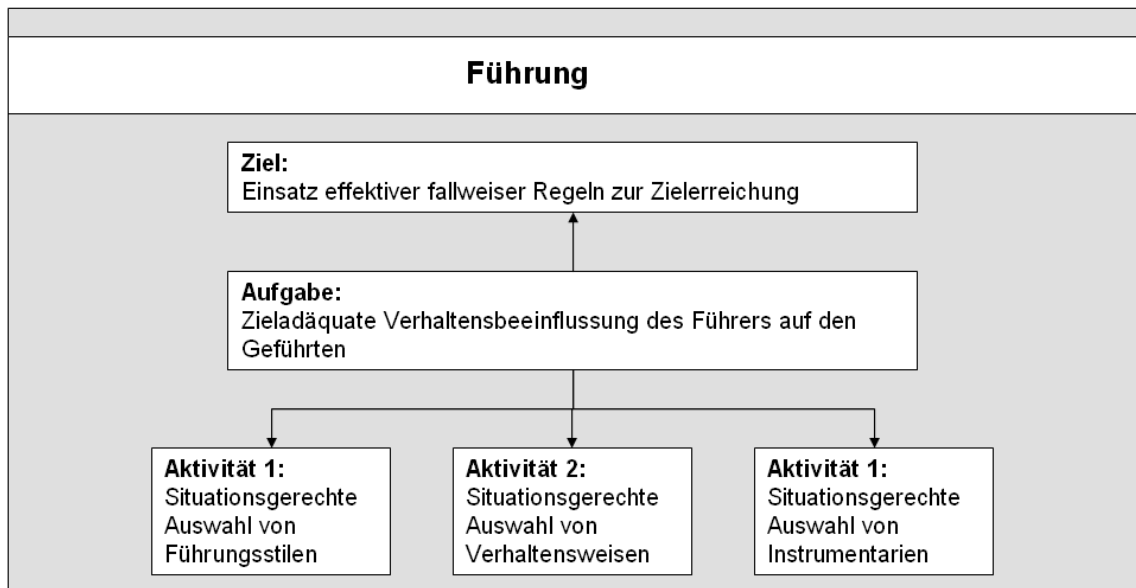 Führung
Ziel:
Einsatz effektiver fallweiser Regeln zur Zielerreichung
Aufgabe:
Zieladäquate Verhaltensbeeinflussung des Führers auf den
Geführten
Aktivität 1:
Situationsgerechte
Auswahl von
Führungsstilen
Aktivität 2:
Situationsgerechte
Auswahl von
Verhaltensweisen
Aktivität 1:
Situationsgerechte
Auswahl von
Instrumentarien